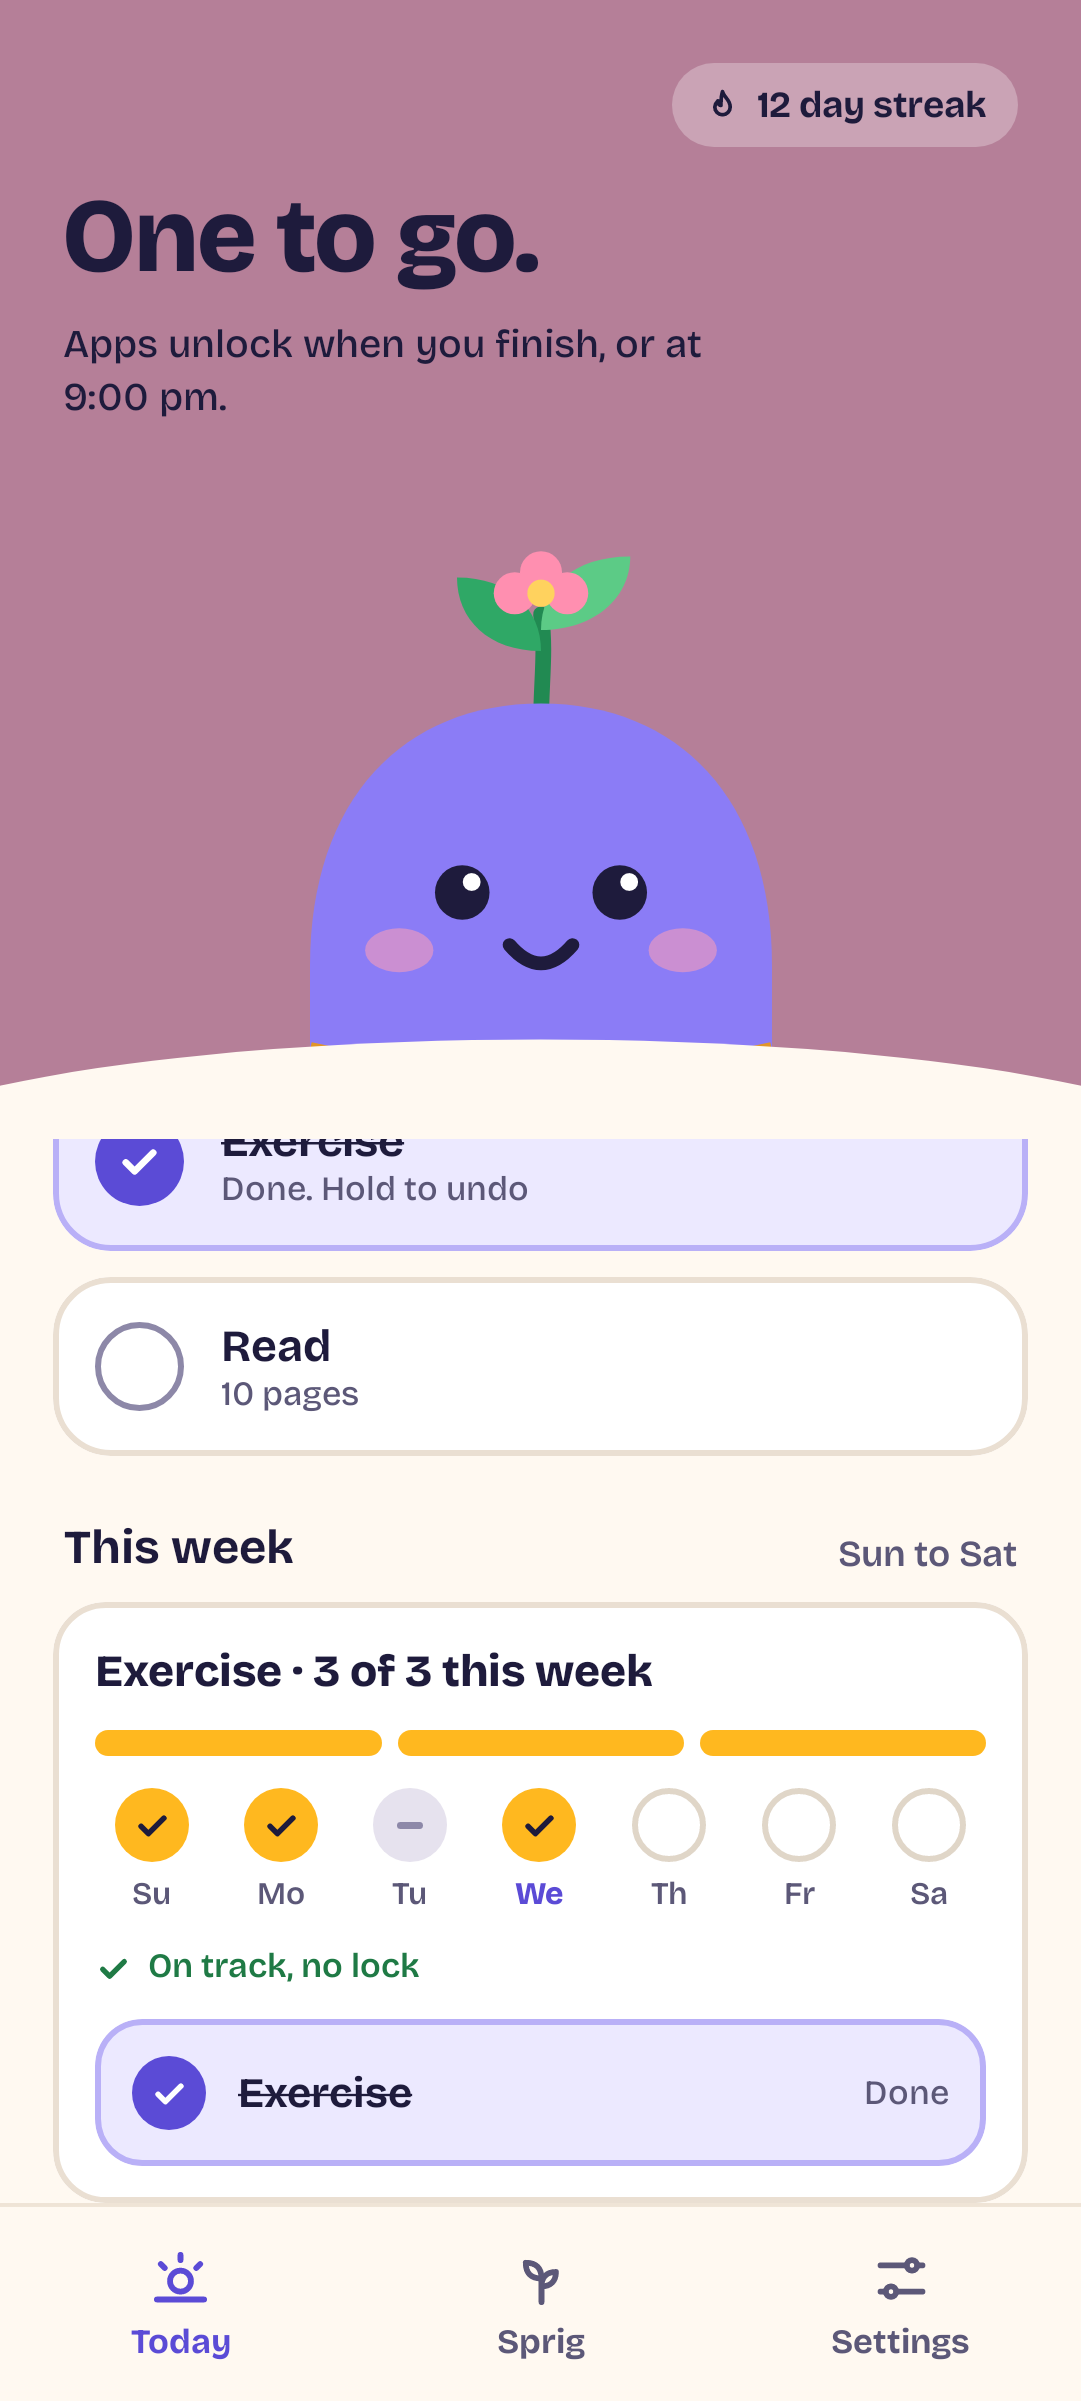 12 day streak
One to go.
Apps unlock when you finish, or at
9:00 pm.
Exercise
Done. Hold to undo
Read
10 pages
This week
Sun to Sat
Exercise · 3 of 3 this week
Su Mo Tu We Th Fr Sa
On track, no lock
Exercise
Done
Today Sprig Settings